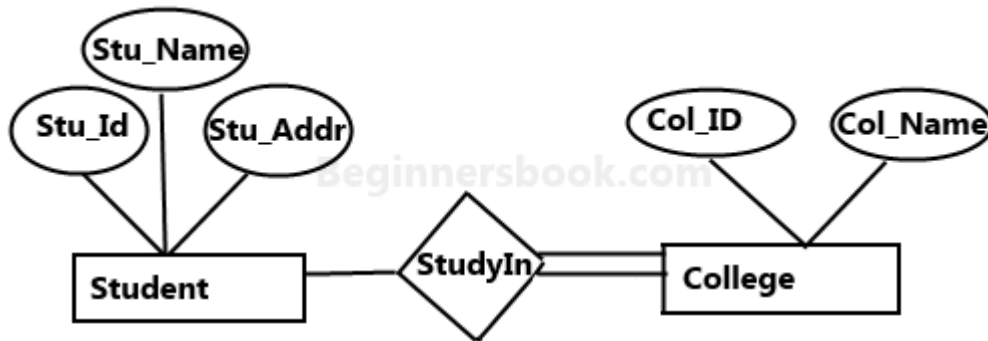 Stu_Name
Stu_Id
Stu_Addr
Col_ID
Col_Name
Beginnersbook.com
StudyIn
Student
College